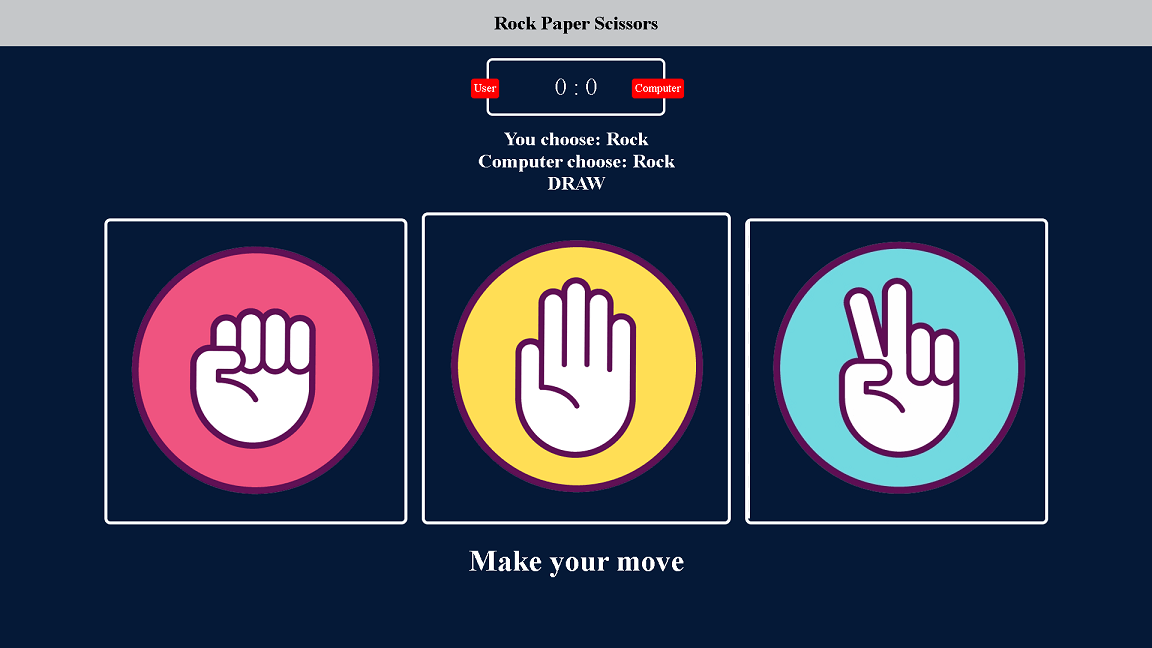 Rock Paper Scissors
User 0 : 0 Computer
You choose: Rock
Computer choose: Rock
DRAW
Make your move